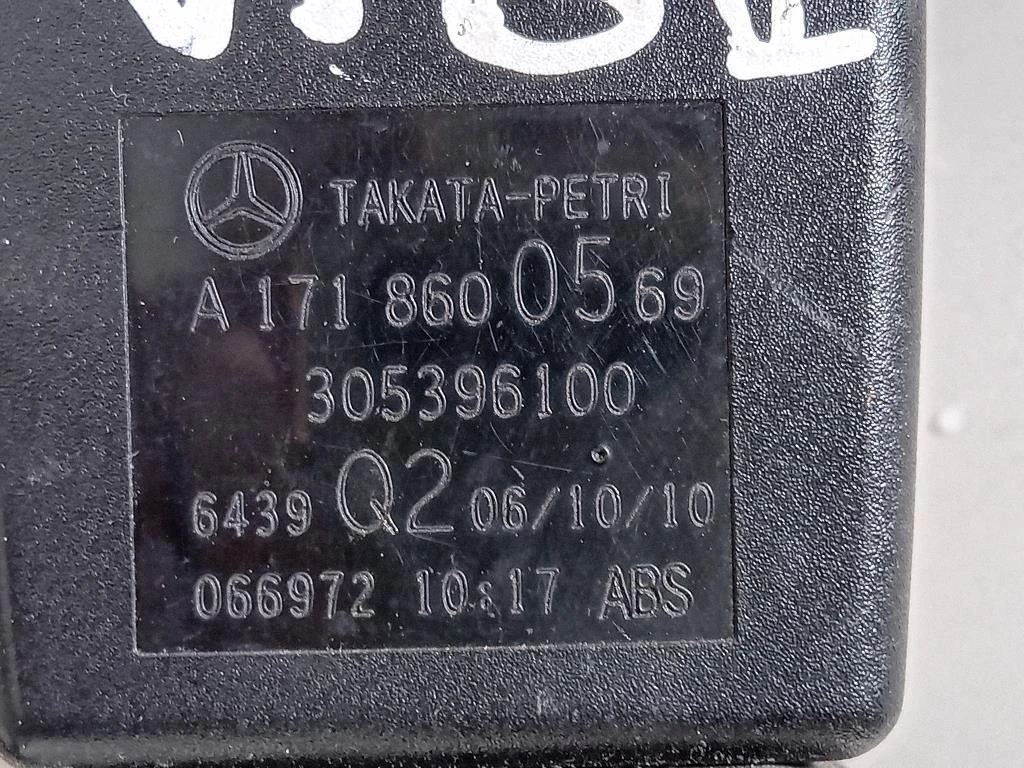 TAKATA-PETRI
A 171 860 05 69
305396100
6439 Q2 06/10/10
066972 10:17 ABS